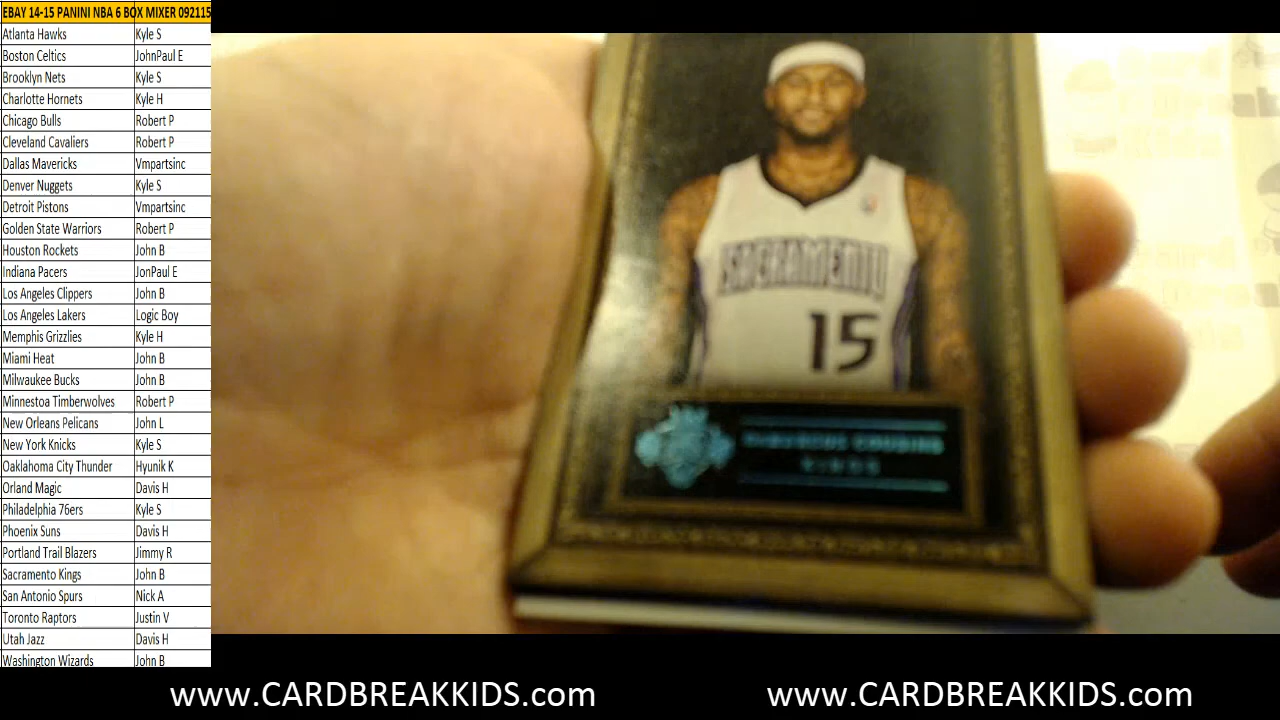 EBAY 14-15 PANINI NBA 6 BOX MIXER 092115
Atlanta Hawks Kyle S
Boston Celtics JohnPaul E
Brooklyn Nets Kyle S
Charlotte Hornets Kyle H
Chicago Bulls Robert P
Cleveland Cavaliers Robert P
Dallas Mavericks Vmpartsinc
Denver Nuggets Kyle S
Detroit Pistons Vmpartsinc
Golden State Warriors Robert P
Houston Rockets John B
Indiana Pacers JonPaul E
Los Angeles Clippers John B
Los Angeles Lakers Logic Boy
Memphis Grizzlies Kyle H
Miami Heat John B
Milwaukee Bucks John B
Minnestoa Timberwolves Robert P
New Orleans Pelicans John L
New York Knicks Kyle S
Oaklahoma City Thunder Hyunik K
Orland Magic Davis H
Philadelphia 76ers Kyle S
Phoenix Suns Davis H
Portland Trail Blazers Jimmy R
Sacramento Kings John B
San Antonio Spurs Nick A
Toronto Raptors Justin V
Utah Jazz Davis H
Washington Wizards John B
SACRAMENTO
15
DEMARCUS COUSINS
KINGS
www.CARDBREAKKIDS.com www.CARDBREAKKIDS.com